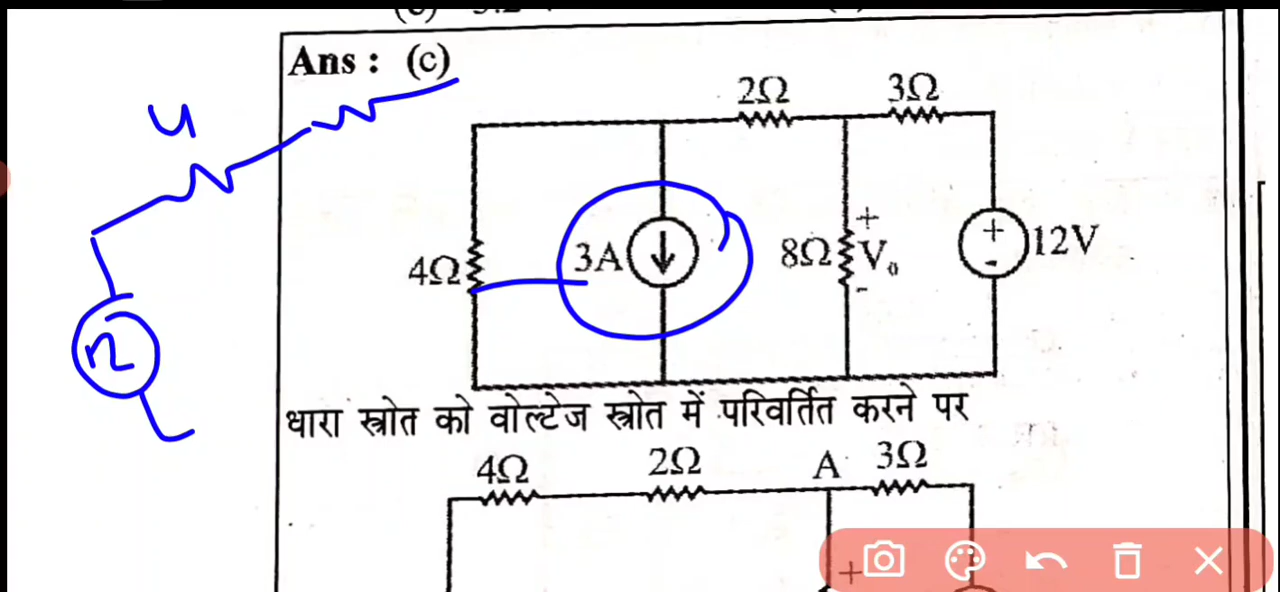 Ans : (c)
4
2Ω 3Ω
4Ω 3A 8Ω + V₀ - + - 12V
12
धारा स्त्रोत को वोल्टेज स्त्रोत में परिवर्तित करने पर
4Ω 2Ω A 3Ω
+